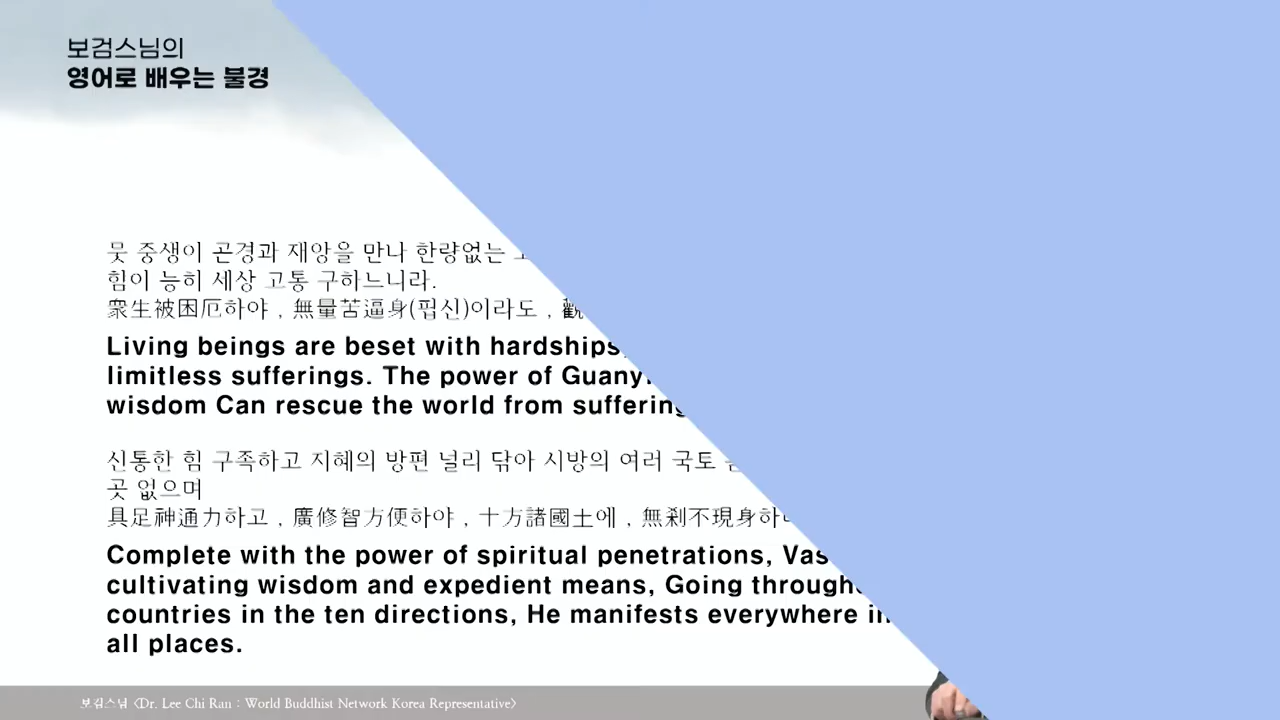 보검스님의
영어로 배우는 불경
뭇 중생이 곤경과 재앙을 만나 한량없는
힘이 능히 세상 고통 구하느니라.
衆生被困厄하야 , 無量苦逼身(핍신)이라도 , 觀
Living beings are beset with hardships,
limitless sufferings. The power of
wisdom Can rescue the world from
신통한 힘 구족하고 지혜의 방편 널리 닦아 시방의 여러 국토
곳 없으며
具足神通力하고 , 廣修智方便하야 , 十方諸國土에 , 無刹不現身
Complete with the power of spiritual penetrations,
cultivating wisdom and expedient means, Going
countries in the ten directions, He manifests everywhere in
all places.
보검스님 <Dr. Lee Chi Ran : World Buddhist Network Korea Representative>